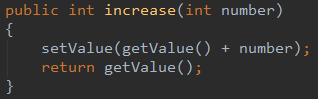 public int increase(int number)
{
    setValue(getValue() + number);
    return getValue();
}